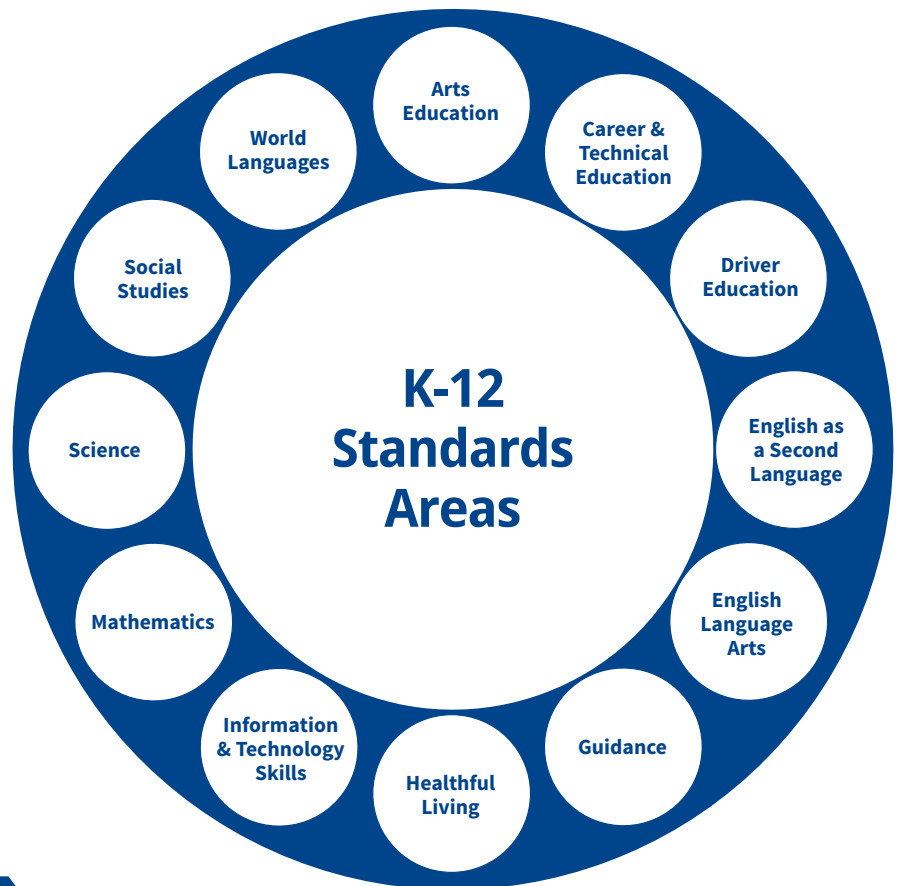 Arts
Education
Career &
Technical
Education
Driver
Education
English as
a Second
Language
English
Language
Arts
Guidance
Healthful
Living
Information
& Technology
Skills
Mathematics
Science
Social
Studies
World
Languages
K-12
Standards
Areas